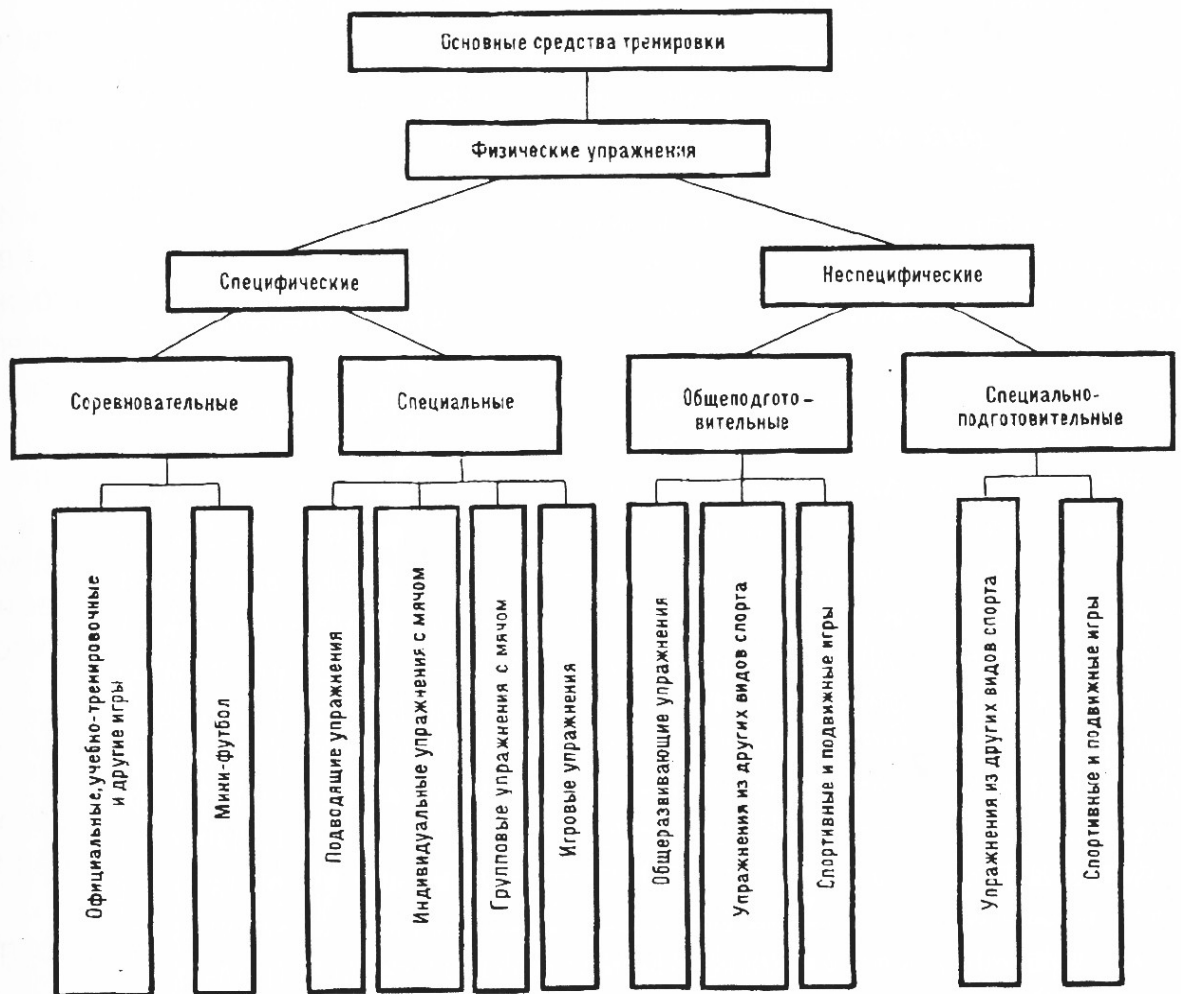 Основные средства тренировки
Физические упражнения
Специфические
Неспецифические
Соревновательные
Специальные
Общеподгото-
вительные
Специально-
подготовительные
Официальные, учебно-тренировочные
и другие игры
Мини-футбол
Подводящие упражнения
Индивидуальные упражнения с мячом
Групповые упражнения с мячом
Игровые упражнения
Общеразвивающие упражнения
Упражнения из других видов спорта
Спортивные и подвижные игры
Упражнения из других видов спорта
Спортивные и подвижные игры